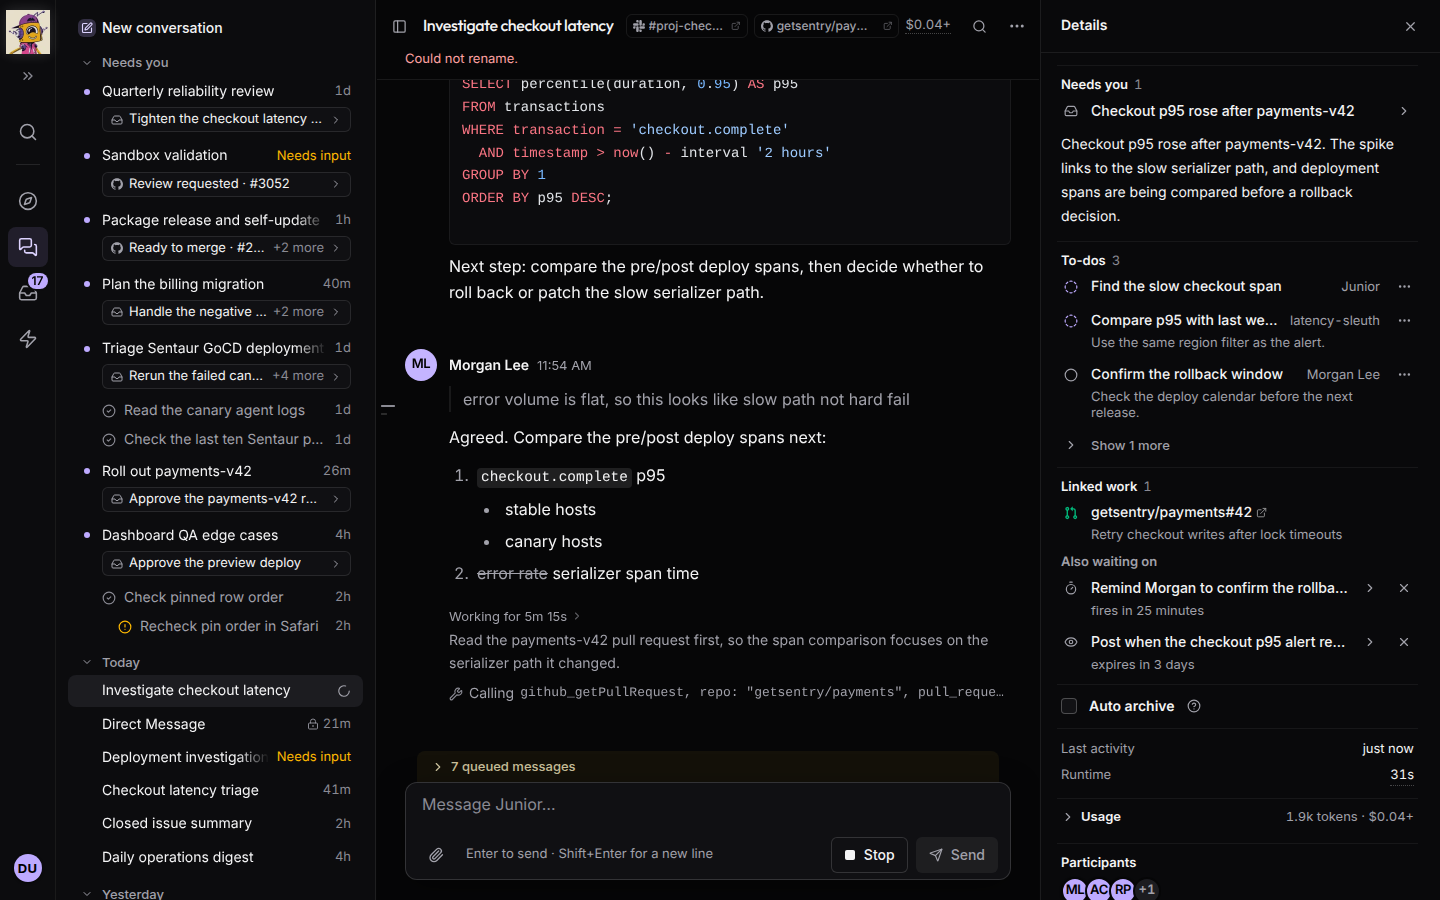 New conversation
Needs you
Quarterly reliability review 1d
Tighten the checkout latency ...
Sandbox validation Needs input
Review requested · #3052
Package release and self-update 1h
Ready to merge · #2... +2 more
Plan the billing migration 40m
Handle the negative ... +2 more
Triage Sentaur GoCD deployment 1d
Rerun the failed can... +4 more
Read the canary agent logs 1d
Check the last ten Sentaur p... 1d
Roll out payments-v42 26m
Approve the payments-v42 r...
Dashboard QA edge cases 4h
Approve the preview deploy
Check pinned row order 2h
Recheck pin order in Safari 2h
Today
Investigate checkout latency
Direct Message 21m
Deployment investigation Needs input
Checkout latency triage 41m
Closed issue summary 2h
Daily operations digest 4h
Yesterday
17
DU
Investigate checkout latency #proj-chec... getsentry/pay... $0.04+
Could not rename.
SELECT percentile(duration, 0.95) AS p95
FROM transactions
WHERE transaction = 'checkout.complete'
AND timestamp > now() - interval '2 hours'
GROUP BY 1
ORDER BY p95 DESC;
Next step: compare the pre/post deploy spans, then decide whether to
roll back or patch the slow serializer path.
ML Morgan Lee 11:54 AM
error volume is flat, so this looks like slow path not hard fail
Agreed. Compare the pre/post deploy spans next:
1. checkout.complete p95
• stable hosts
• canary hosts
2. error rate serializer span time
Working for 5m 15s
Read the payments-v42 pull request first, so the span comparison focuses on the
serializer path it changed.
Calling github_getPullRequest, repo: "getsentry/payments", pull_reque…
7 queued messages
Message Junior...
Enter to send · Shift+Enter for a new line
Stop
Send
Details
Needs you 1
Checkout p95 rose after payments-v42
Checkout p95 rose after payments-v42. The spike
links to the slow serializer path, and deployment
spans are being compared before a rollback
decision.
To-dos 3
Find the slow checkout span Junior
Compare p95 with last we... latency-sleuth
Use the same region filter as the alert.
Confirm the rollback window Morgan Lee
Check the deploy calendar before the next
release.
Show 1 more
Linked work 1
getsentry/payments#42
Retry checkout writes after lock timeouts
Also waiting on
Remind Morgan to confirm the rollba...
fires in 25 minutes
Post when the checkout p95 alert re...
expires in 3 days
Auto archive
Last activity just now
Runtime 31s
Usage 1.9k tokens · $0.04+
Participants
ML AC RP +1